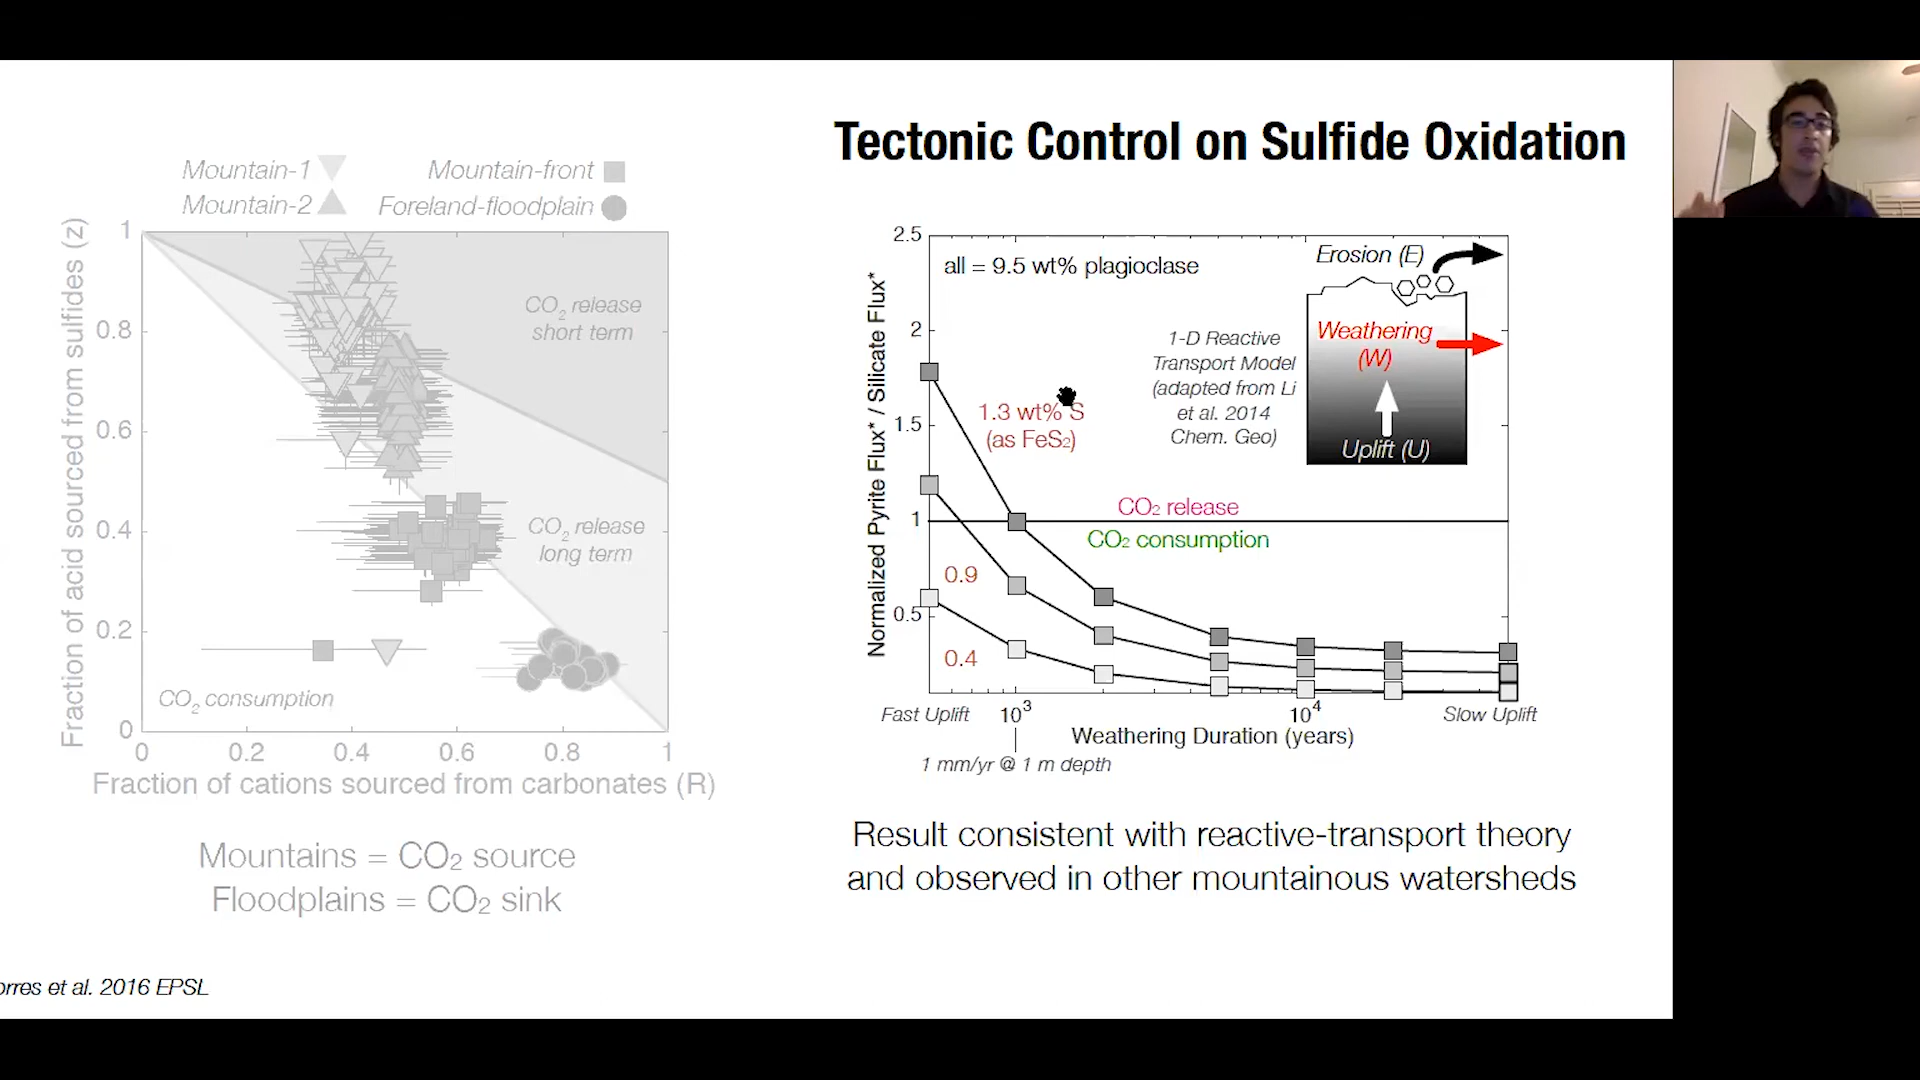 Tectonic Control on Sulfide Oxidation
Mountain-1
Mountain-2
Mountain-front
Foreland-floodplain
Fraction of acid sourced from sulfides (z)
1
0.8
0.6
0.4
0.2
0
CO2 release
short term
CO2 release
long term
CO2 consumption
0 0.2 0.4 0.6 0.8 1
Fraction of cations sourced from carbonates (R)
Mountains = CO2 source
Floodplains = CO2 sink
et al. 2016 EPSL
Normalized Pyrite Flux* / Silicate Flux*
2.5
2
1.5
1
0.5
all = 9.5 wt% plagioclase
1-D Reactive
Transport Model
(adapted from Li
et al. 2014
Chem. Geo)
Erosion (E)
Weathering
(W)
Uplift (U)
1.3 wt% S
(as FeS2)
CO2 release
CO2 consumption
0.9
0.4
Fast Uplift
10³
10⁴
Slow Uplift
Weathering Duration (years)
1 mm/yr @ 1 m depth
Result consistent with reactive-transport theory
and observed in other mountainous watersheds